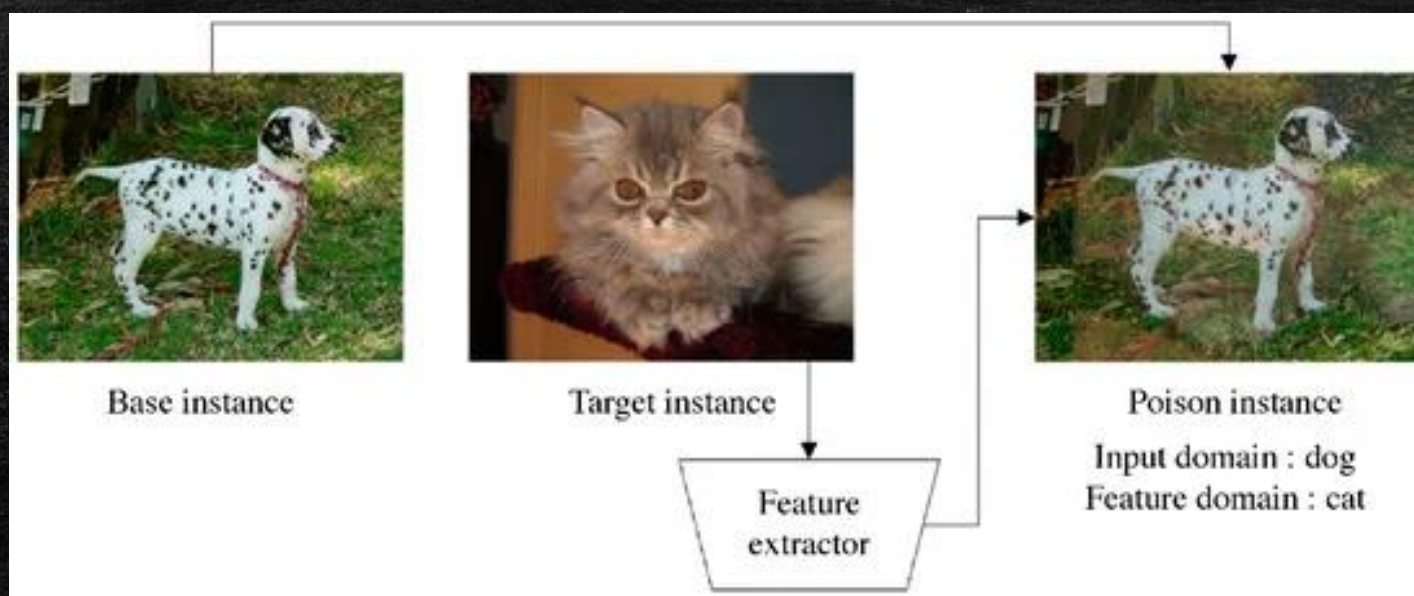 Base instance
Target instance
Poison instance
Input domain : dog
Feature domain : cat
Feature
extractor